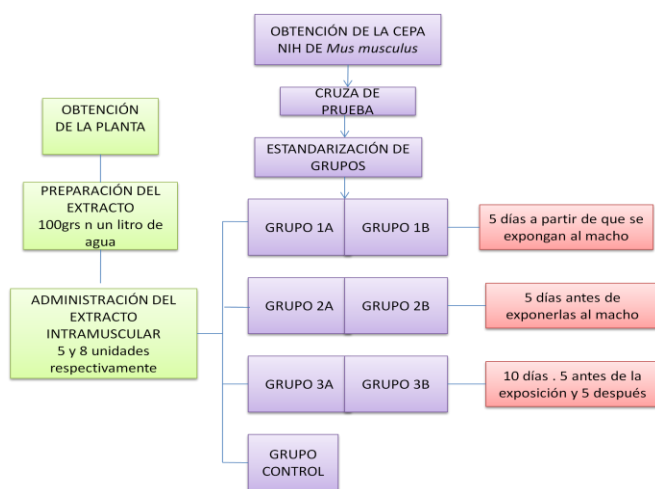 OBTENCIÓN DE LA CEPA
NIH DE Mus musculus
CRUZA DE
PRUEBA
ESTANDARIZACIÓN DE
GRUPOS
OBTENCIÓN
DE LA PLANTA
PREPARACIÓN DEL
EXTRACTO
100grs n un litro de
agua
ADMINISTRACIÓN DEL
EXTRACTO
INTRAMUSCULAR
5 y 8 unidades
respectivamente
GRUPO 1A
GRUPO 1B
5 días a partir de que se
expongan al macho
GRUPO 2A
GRUPO 2B
5 días antes de
exponerlas al macho
GRUPO 3A
GRUPO 3B
10 días . 5 antes de la
exposición y 5 después
GRUPO
CONTROL